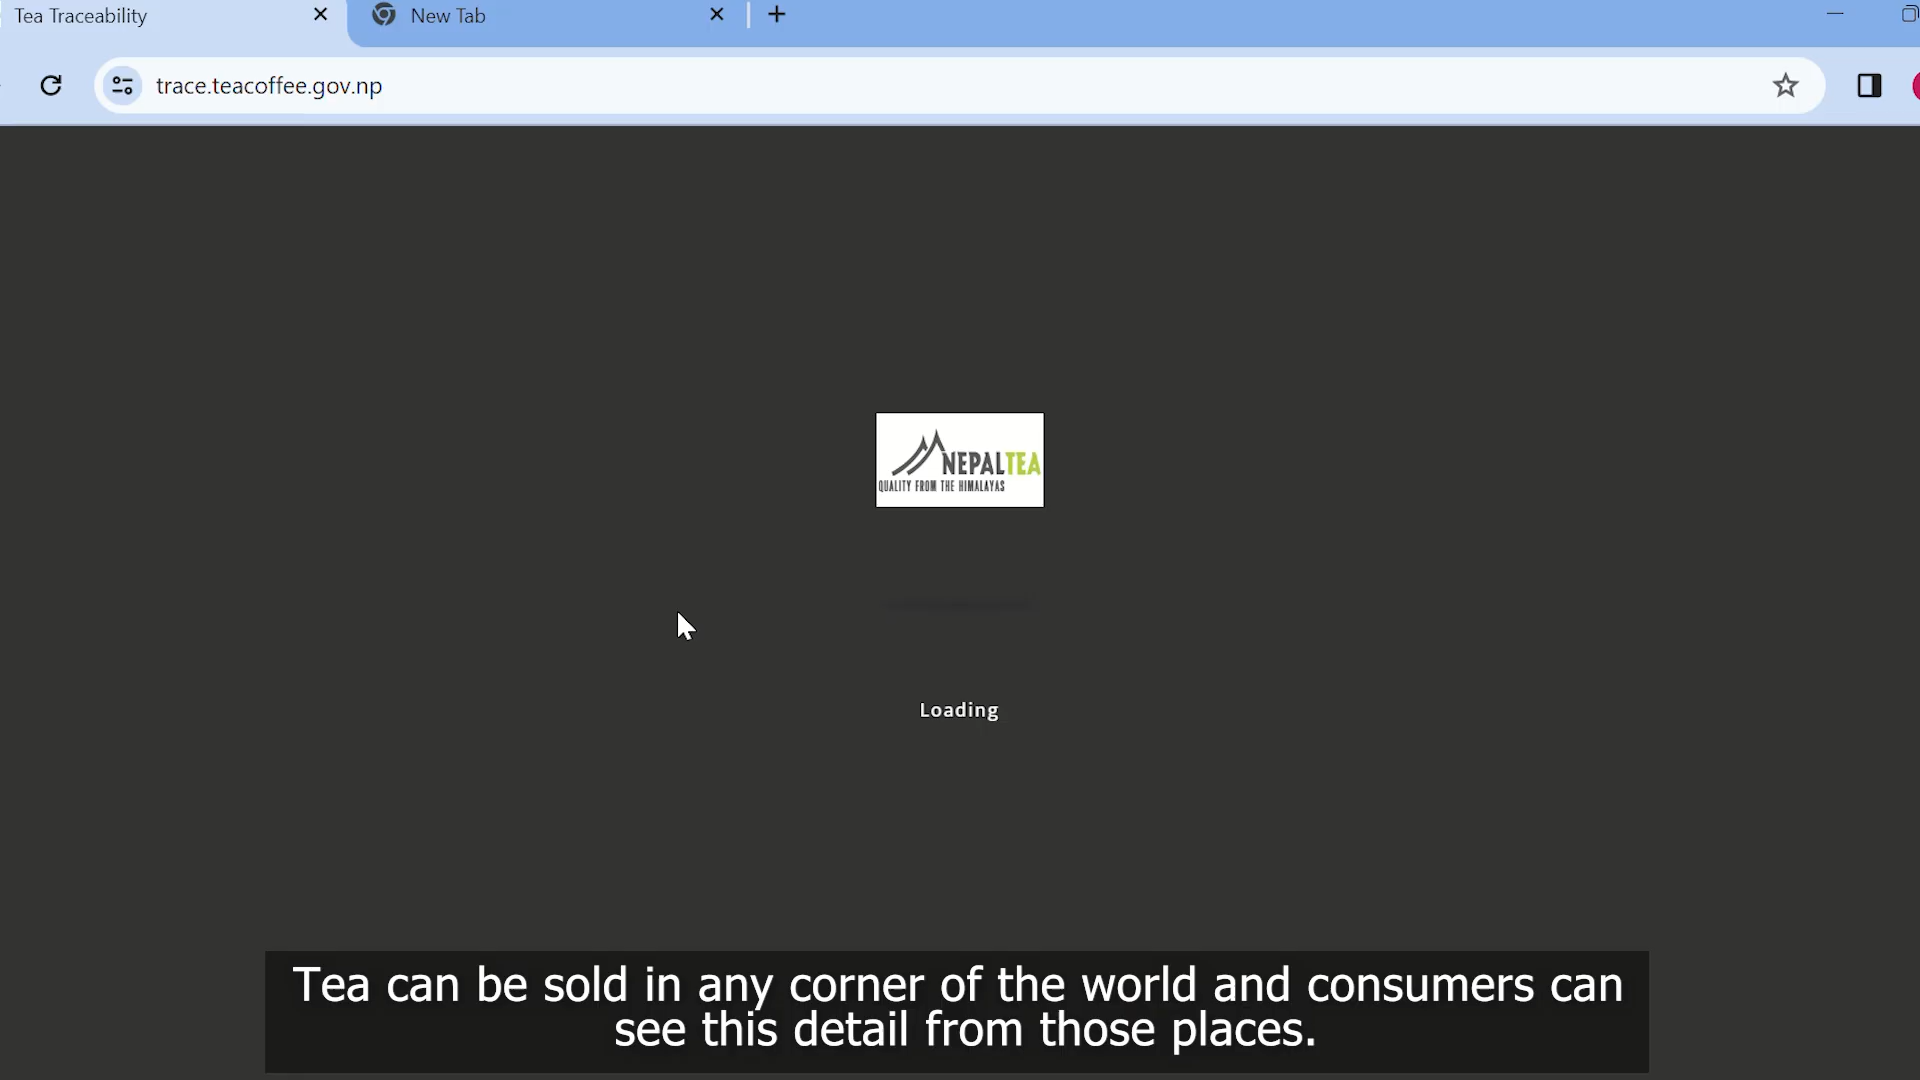 Tea Traceability
New Tab
trace.teacoffee.gov.np
NEPALTEA
QUALITY FROM THE HIMALAYAS
Loading
Tea can be sold in any corner of the world and consumers can
see this detail from those places.